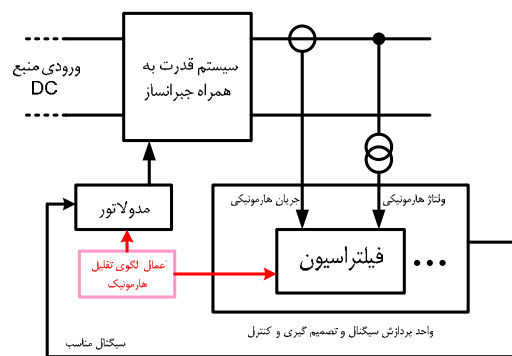 ورودی منبع
DC
سیستم قدرت به
همراه جبرانساز
جریان هارمونیکی
ولتاژ هارمونیکی
مدولاتور
فیلتراسیون
...
اعمال الگوی تقلیل
هارمونیک
واحد پردازش سیگنال و تصمیم گیری و کنترل
سیگنال مناسب